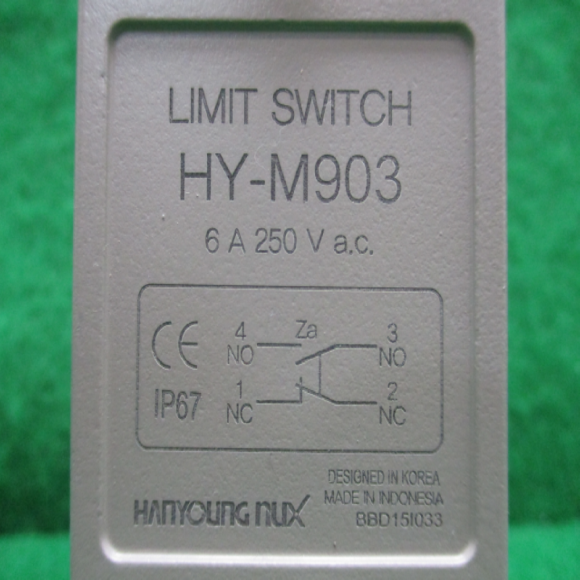 LIMIT SWITCH
HY-M903
6 A 250 V a.c.
CE 4 NO Za 3 NO
IP67 1 NC 2 NC
DESIGNED IN KOREA
HANYOUNG NUX MADE IN INDONESIA
BBD15I033